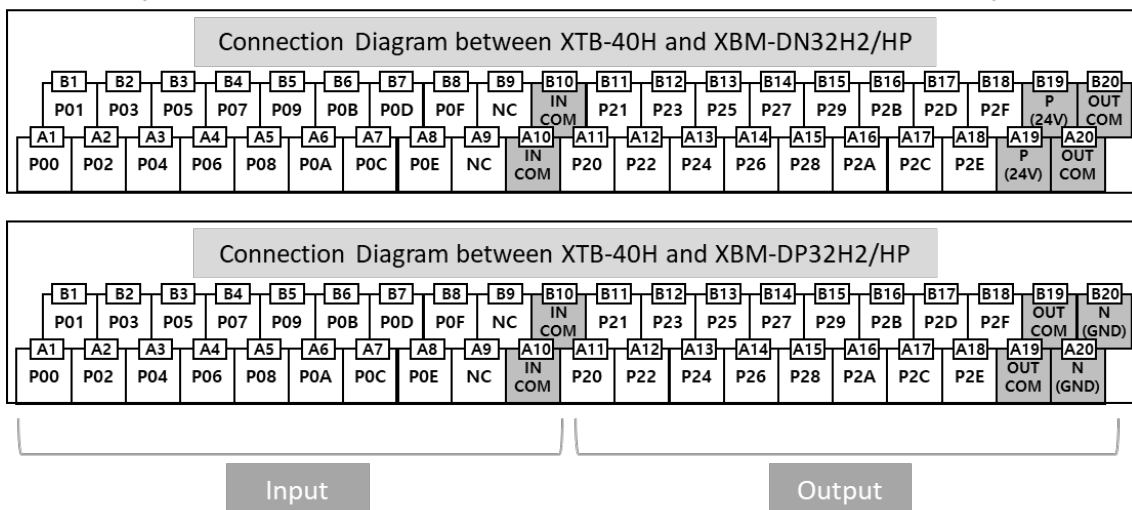 Connection Diagram between XTB-40H and XBM-DN32H2/HP
B1 B2 B3 B4 B5 B6 B7 B8 B9 B10 B11 B12 B13 B14 B15 B16 B17 B18 B19 B20
P01 P03 P05 P07 P09 P0B P0D P0F NC IN COM P21 P23 P25 P27 P29 P2B P2D P2F P (24V) OUT COM
A1 A2 A3 A4 A5 A6 A7 A8 A9 A10 A11 A12 A13 A14 A15 A16 A17 A18 A19 A20
P00 P02 P04 P06 P08 P0A P0C P0E NC IN COM P20 P22 P24 P26 P28 P2A P2C P2E P (24V) OUT COM
Connection Diagram between XTB-40H and XBM-DP32H2/HP
B1 B2 B3 B4 B5 B6 B7 B8 B9 B10 B11 B12 B13 B14 B15 B16 B17 B18 B19 B20
P01 P03 P05 P07 P09 P0B P0D P0F NC IN COM P21 P23 P25 P27 P29 P2B P2D P2F OUT COM N (GND)
A1 A2 A3 A4 A5 A6 A7 A8 A9 A10 A11 A12 A13 A14 A15 A16 A17 A18 A19 A20
P00 P02 P04 P06 P08 P0A P0C P0E NC IN COM P20 P22 P24 P26 P28 P2A P2C P2E OUT COM N (GND)
Input Output